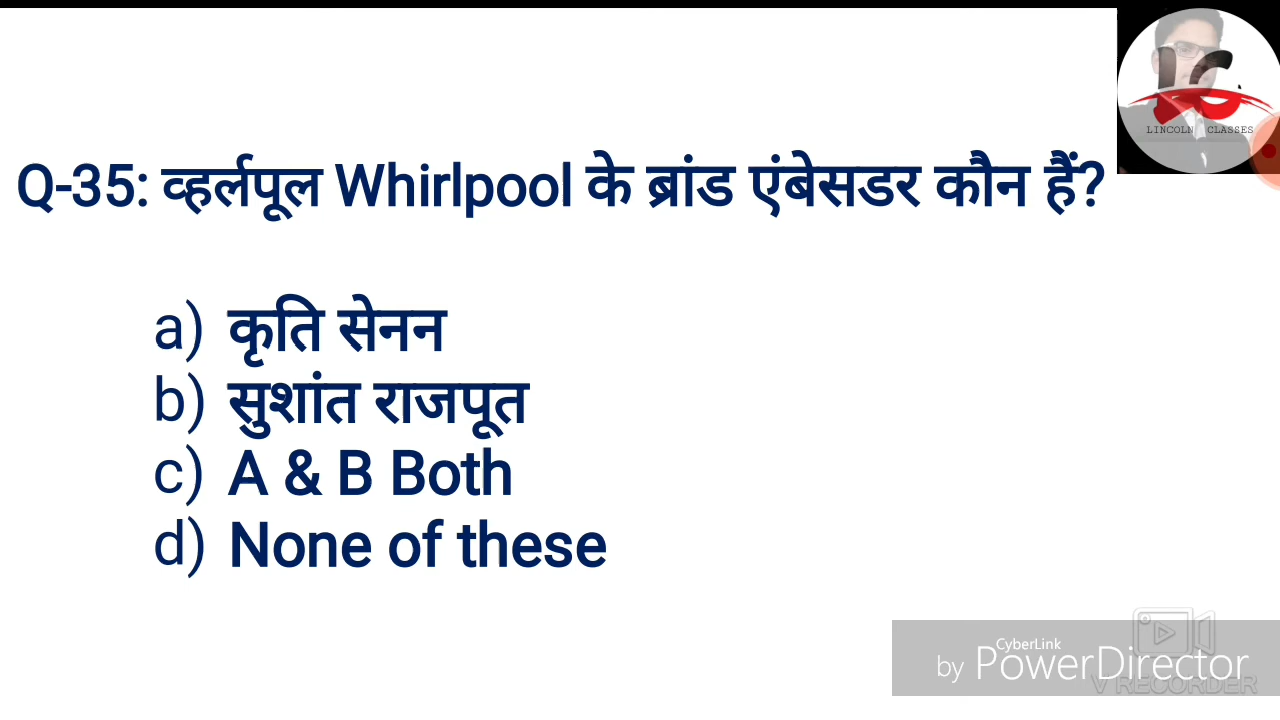 LINCOLN CLASSES
Q-35: व्हर्लपूल Whirlpool के ब्रांड एंबेसडर कौन हैं?
a) कृति सेनन
b) सुशांत राजपूत
c) A & B Both
d) None of these
CyberLink
by PowerDirector
V RECORDER